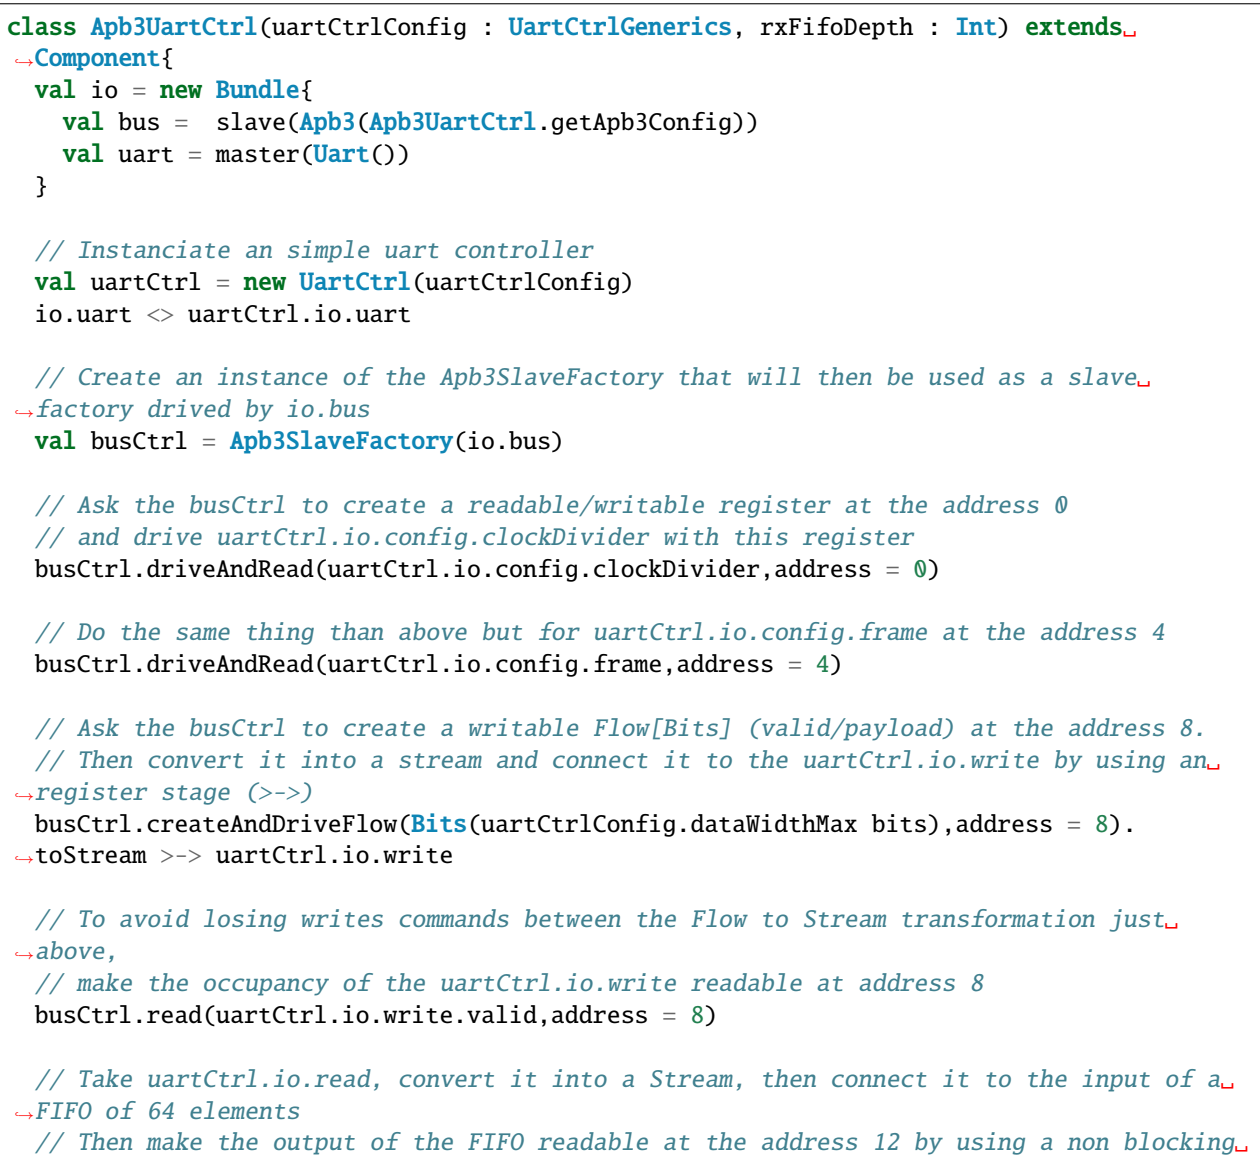 class Apb3UartCtrl(uartCtrlConfig : UartCtrlGenerics, rxFifoDepth : Int) extends␣
↪Component{
  val io = new Bundle{
    val bus =  slave(Apb3(Apb3UartCtrl.getApb3Config))
    val uart = master(Uart())
  }

  // Instanciate an simple uart controller
  val uartCtrl = new UartCtrl(uartCtrlConfig)
  io.uart <> uartCtrl.io.uart

  // Create an instance of the Apb3SlaveFactory that will then be used as a slave␣
↪factory drived by io.bus
  val busCtrl = Apb3SlaveFactory(io.bus)

  // Ask the busCtrl to create a readable/writable register at the address 0
  // and drive uartCtrl.io.config.clockDivider with this register
  busCtrl.driveAndRead(uartCtrl.io.config.clockDivider,address = 0)

  // Do the same thing than above but for uartCtrl.io.config.frame at the address 4
  busCtrl.driveAndRead(uartCtrl.io.config.frame,address = 4)

  // Ask the busCtrl to create a writable Flow[Bits] (valid/payload) at the address 8.
  // Then convert it into a stream and connect it to the uartCtrl.io.write by using an␣
↪register stage (>->)
  busCtrl.createAndDriveFlow(Bits(uartCtrlConfig.dataWidthMax bits),address = 8).
↪toStream >-> uartCtrl.io.write

  // To avoid losing writes commands between the Flow to Stream transformation just␣
↪above,
  // make the occupancy of the uartCtrl.io.write readable at address 8
  busCtrl.read(uartCtrl.io.write.valid,address = 8)

  // Take uartCtrl.io.read, convert it into a Stream, then connect it to the input of a␣
↪FIFO of 64 elements
  // Then make the output of the FIFO readable at the address 12 by using a non blocking␣